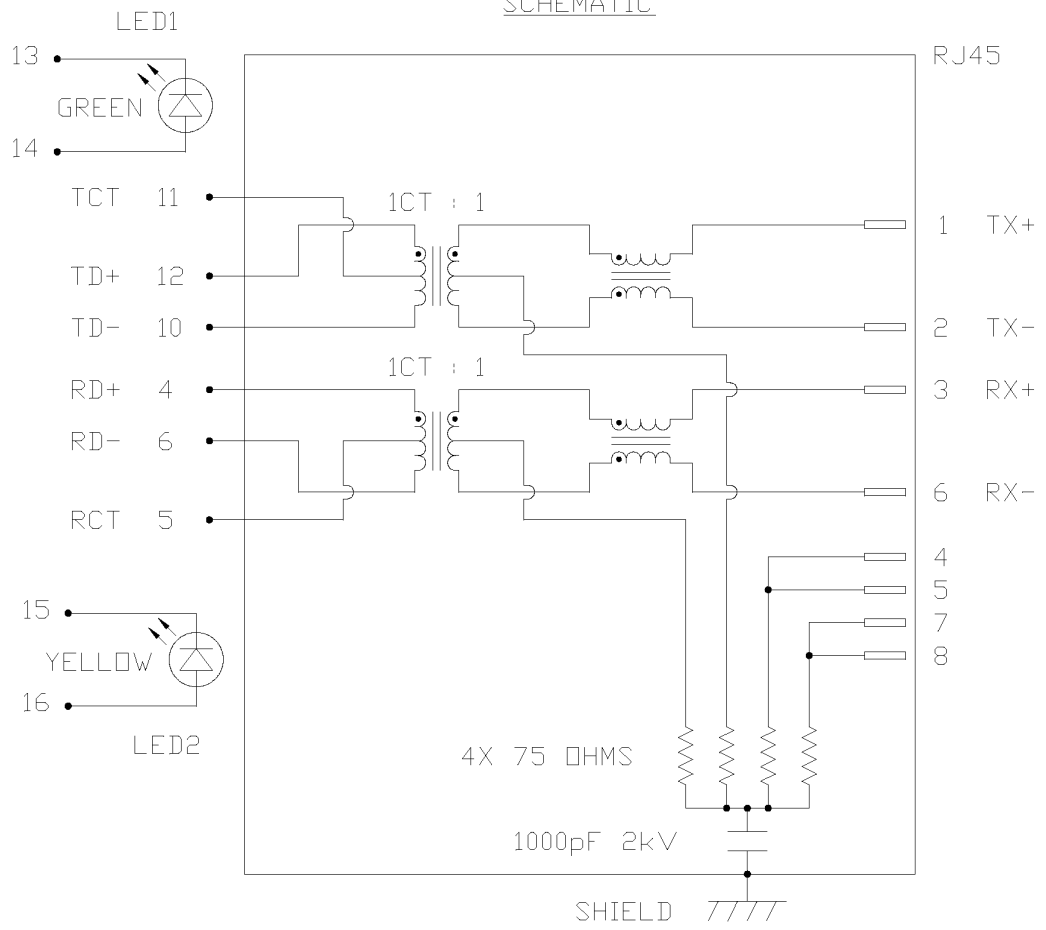 SCHEMATIC
LED1
13
GREEN
14
RJ45
TCT 11
1CT : 1
1 TX+
TD+ 12
TD- 10
2 TX-
1CT : 1
RD+ 4
3 RX+
RD- 6
6 RX-
RCT 5
4
5
15
7
YELLOW
8
16
LED2
4X 75 OHMS
1000pF 2kV
SHIELD